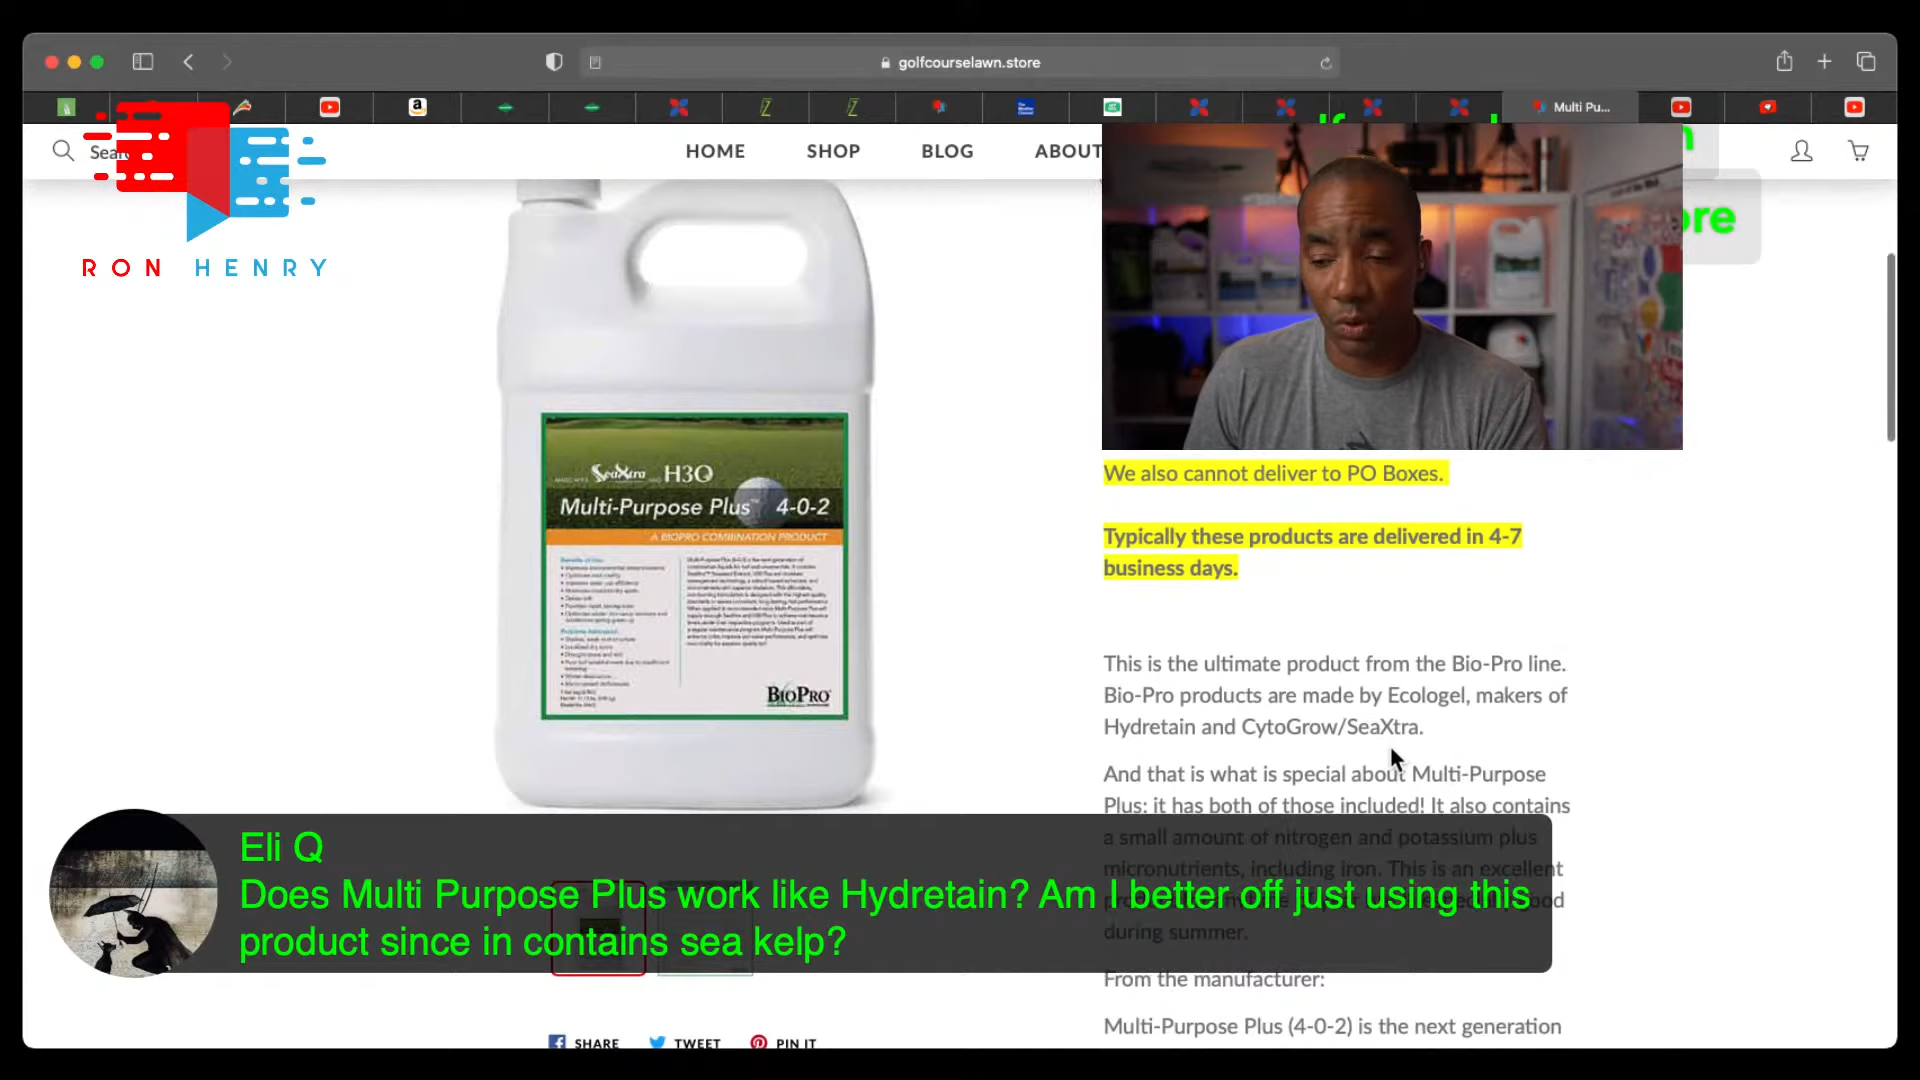 golfcourselawn.store
Multi Pu...
HOME SHOP BLOG ABOUT
RON HENRY
ore
SeaXtra AND H3O
Multi-Purpose Plus™ 4-0-2
A BIOPRO COMBINATION PRODUCT
BIOPRO
We also cannot deliver to PO Boxes.
Typically these products are delivered in 4-7
business days.
This is the ultimate product from the Bio-Pro line.
Bio-Pro products are made by Ecologel, makers of
Hydretain and CytoGrow/SeaXtra.
And that is what is special about Multi-Purpose
Plus: it has both of those included! It also contains
a small amount of nitrogen and potassium plus
micronutrients, including iron. This is an excellent
during summer.
From the manufacturer:
Multi-Purpose Plus (4-0-2) is the next generation
Eli Q
Does Multi Purpose Plus work like Hydretain? Am I better off just using this
product since in contains sea kelp?
SHARE TWEET PIN IT